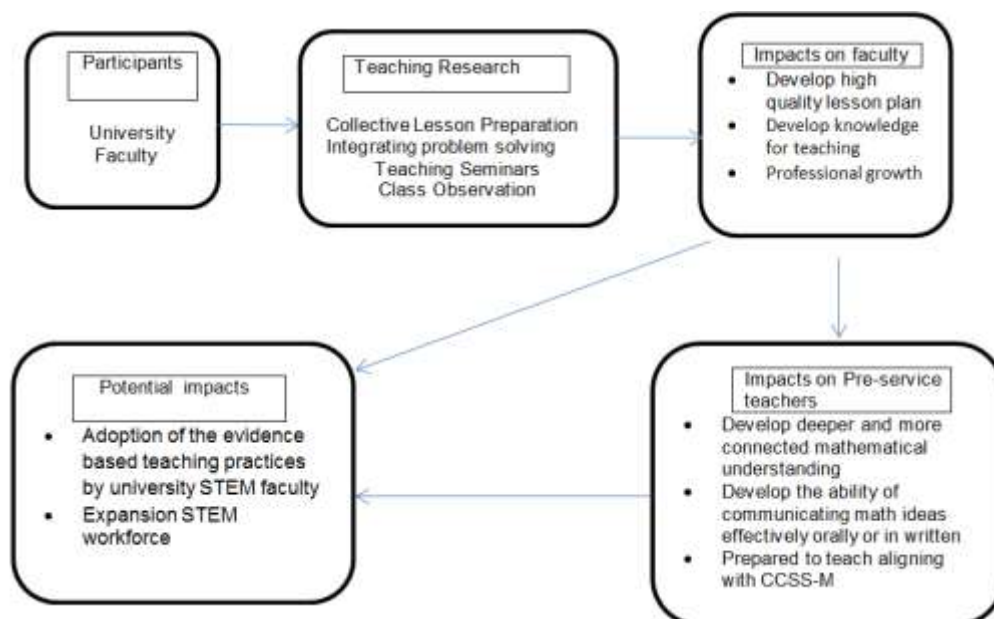 Participants
University
Faculty
Teaching Research
Collective Lesson Preparation
Integrating problem solving
Teaching Seminars
Class Observation
Impacts on faculty
• Develop high
quality lesson plan
• Develop knowledge
for teaching
• Professional growth
Potential impacts
• Adoption of the evidence
based teaching practices
by university STEM faculty
• Expansion STEM
workforce
Impacts on Pre-service
teachers
• Develop deeper and more
connected mathematical
understanding
• Develop the ability of
communicating math ideas
effectively orally or in written
• Prepared to teach aligning
with CCSS-M